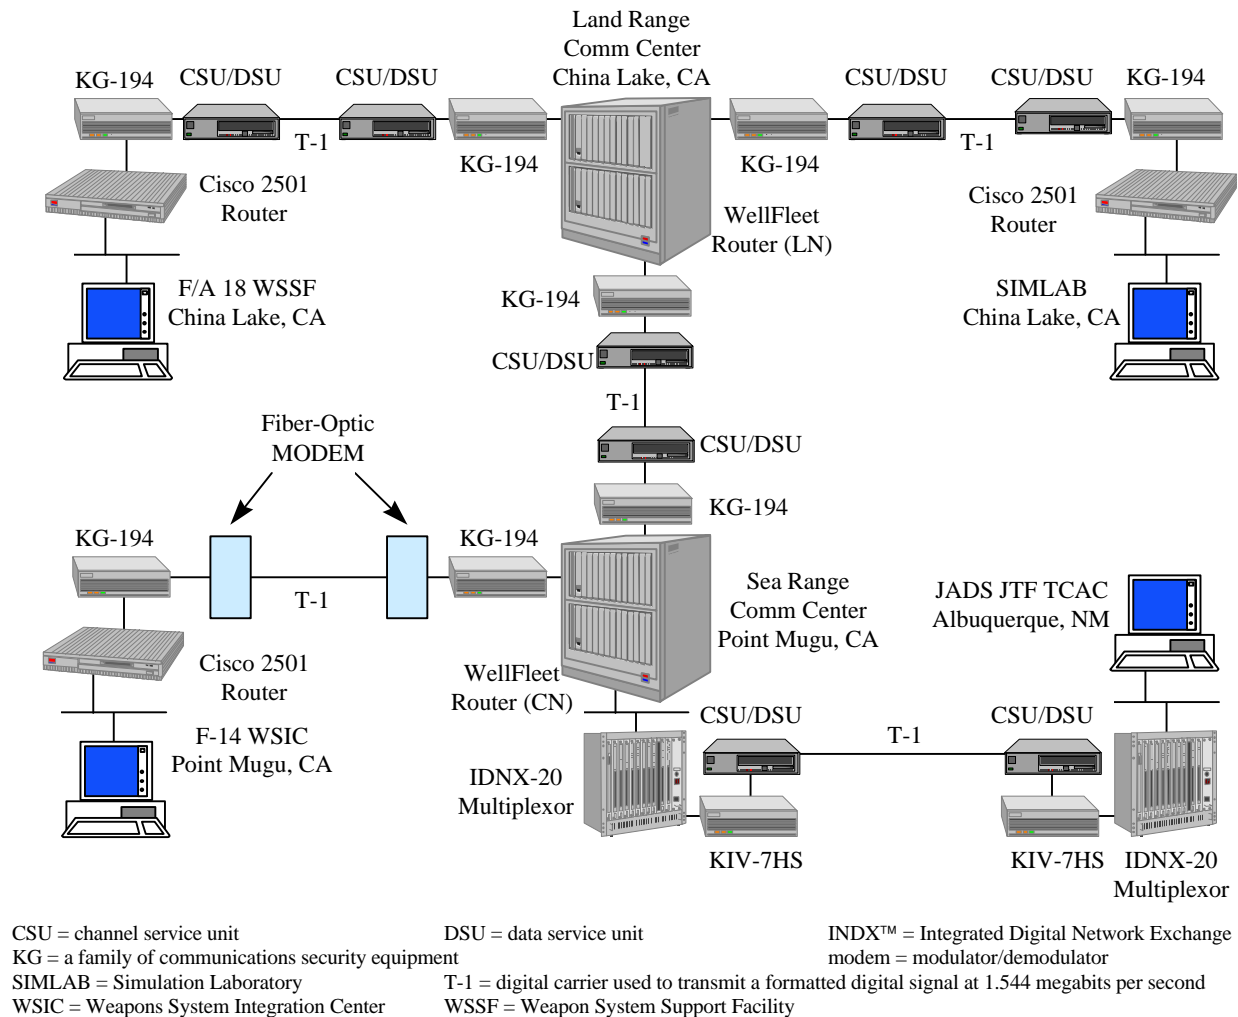 Land Range
Comm Center
China Lake, CA
KG-194
CSU/DSU
CSU/DSU
CSU/DSU
CSU/DSU
KG-194
T-1
KG-194
KG-194
T-1
Cisco 2501
Router
WellFleet
Router (LN)
Cisco 2501
Router
F/A 18 WSSF
China Lake, CA
KG-194
SIMLAB
China Lake, CA
CSU/DSU
T-1
Fiber-Optic
MODEM
CSU/DSU
KG-194
KG-194
KG-194
T-1
Sea Range
Comm Center
Point Mugu, CA
JADS JTF TCAC
Albuquerque, NM
Cisco 2501
Router
WellFleet
Router (CN)
F-14 WSIC
Point Mugu, CA
CSU/DSU
T-1
CSU/DSU
IDNX-20
Multiplexor
KIV-7HS
KIV-7HS
IDNX-20
Multiplexor
CSU = channel service unit
DSU = data service unit
INDX™ = Integrated Digital Network Exchange
KG = a family of communications security equipment
modem = modulator/demodulator
SIMLAB = Simulation Laboratory
T-1 = digital carrier used to transmit a formatted digital signal at 1.544 megabits per second
WSIC = Weapons System Integration Center
WSSF = Weapon System Support Facility